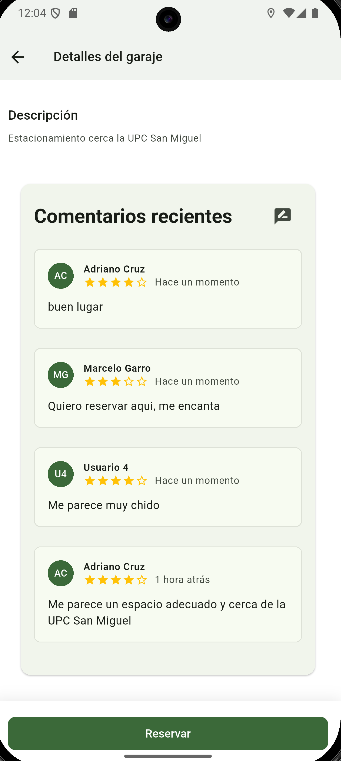 12:04
Detalles del garaje
Descripción
Estacionamiento cerca la UPC San Miguel
Comentarios recientes
AC
Adriano Cruz
Hace un momento
buen lugar
MG
Marcelo Garro
Hace un momento
Quiero reservar aqui, me encanta
U4
Usuario 4
Hace un momento
Me parece muy chido
AC
Adriano Cruz
1 hora atrás
Me parece un espacio adecuado y cerca de la
UPC San Miguel
Reservar